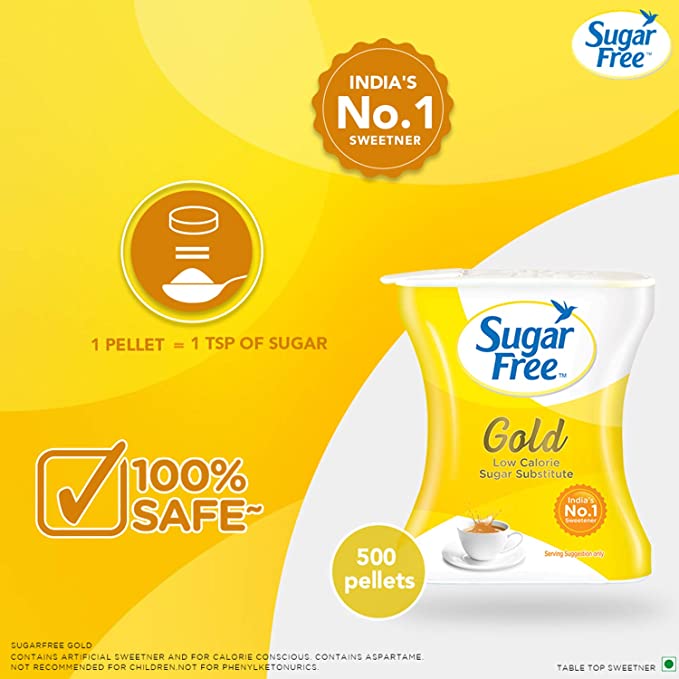 Sugar
Free™
INDIA'S
No.1
SWEETNER
1 PELLET = 1 TSP OF SUGAR
100%
SAFE~
Sugar
Free™
Gold
Low Calorie
Sugar Substitute
India's
No.1
Sweetener
Serving Suggestion only
500
pellets
SUGARFREE GOLD
CONTAINS ARTIFICIAL SWEETNER AND FOR CALORIE CONSCIOUS. CONTAINS ASPARTAME.
NOT RECOMMENDED FOR CHILDREN.NOT FOR PHENYLKETONURICS.
TABLE TOP SWEETNER